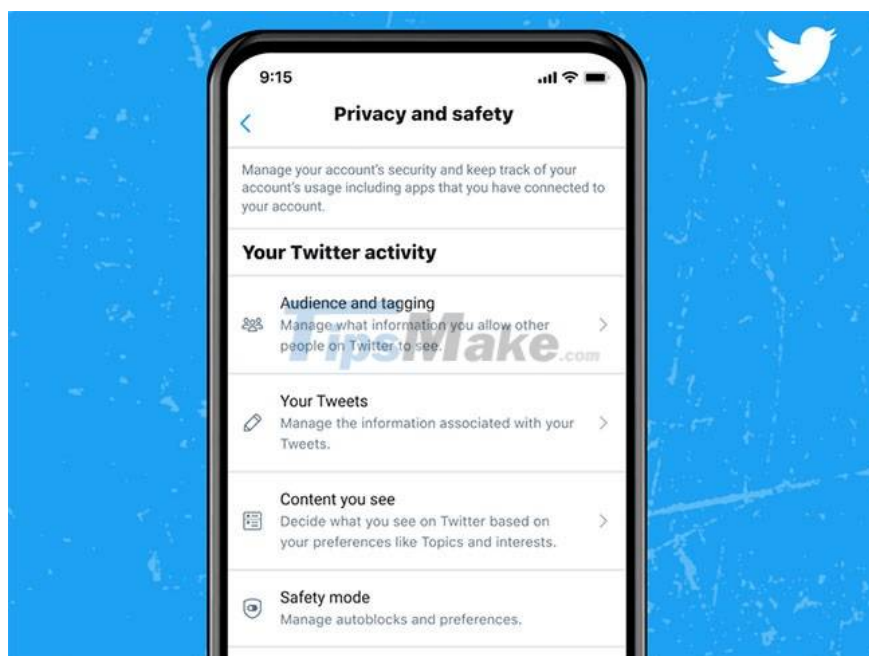 9:15
Privacy and safety
Manage your account's security and keep track of your
account's usage including apps that you have connected to
your account.
Your Twitter activity
Audience and tagging
Manage what information you allow other
people on Twitter to see.
TipsMake.com
Your Tweets
Manage the information associated with your
Tweets.
Content you see
Decide what you see on Twitter based on
your preferences like Topics and interests.
Safety mode
Manage autoblocks and preferences.